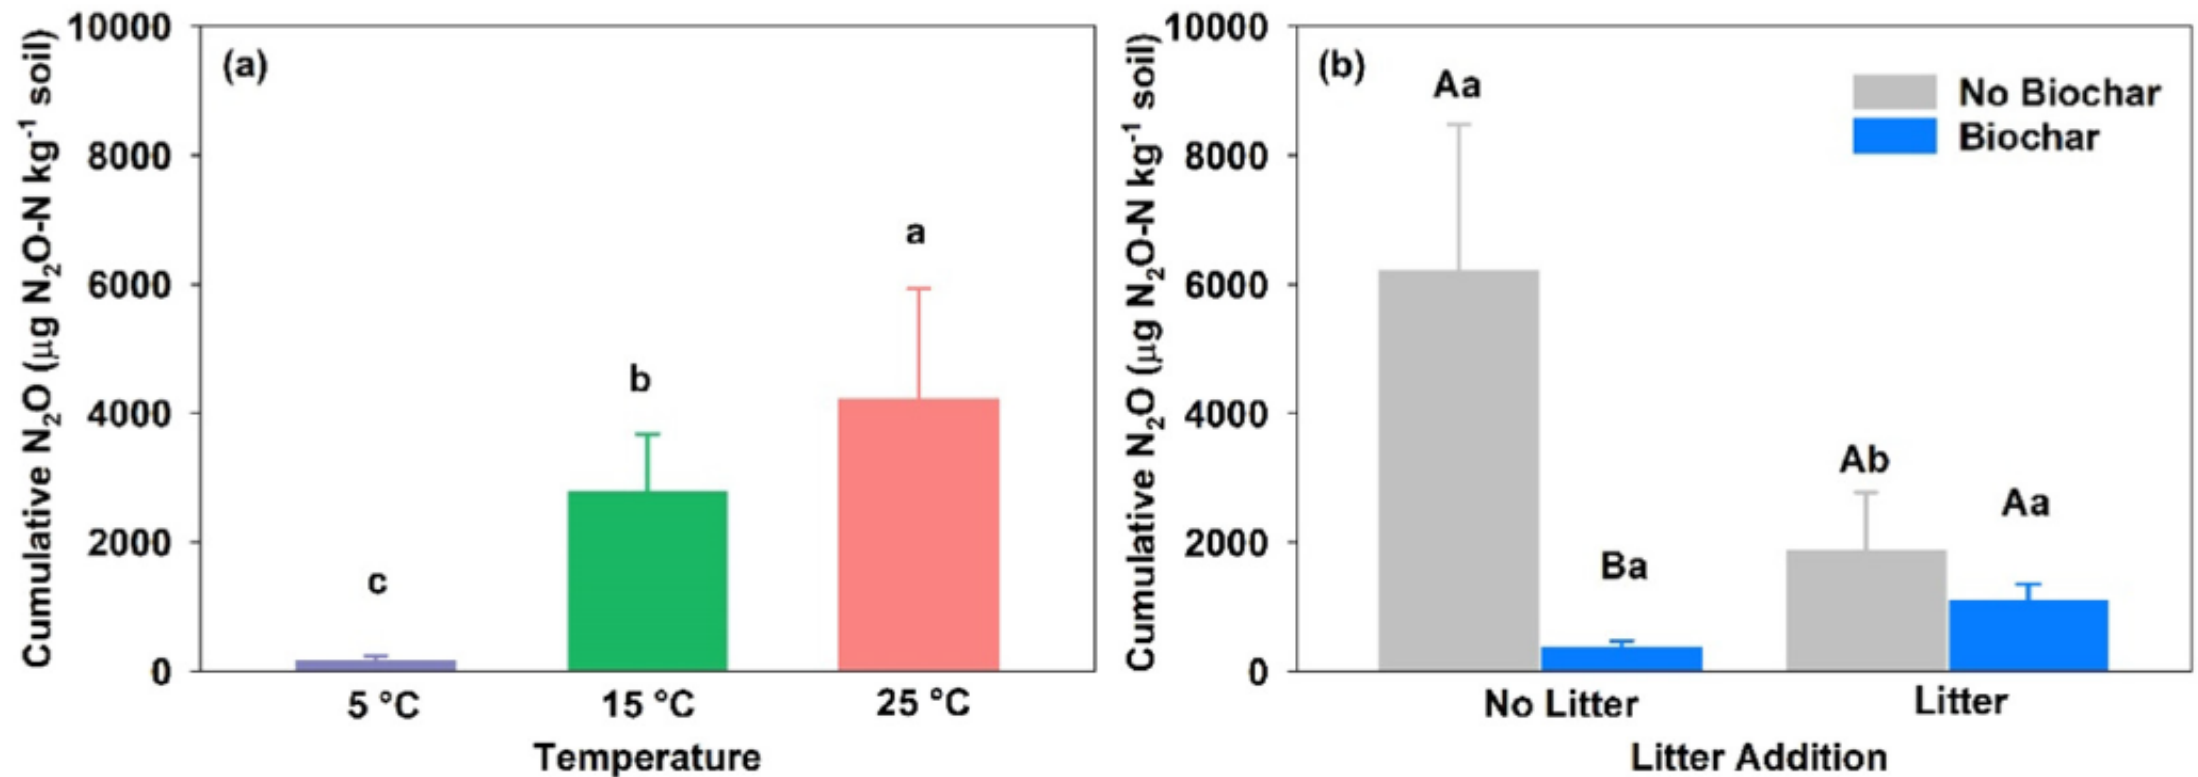 Cumulative N₂O (μg N₂O-N kg⁻¹ soil)
10000
8000
6000
4000
2000
0
(a)
c
b
a
5 °C
15 °C
25 °C
Temperature
Cumulative N₂O (μg N₂O-N kg⁻¹ soil)
10000
8000
6000
4000
2000
0
(b)
No Biochar
Biochar
Aa
Ba
Ab
Aa
No Litter
Litter
Litter Addition